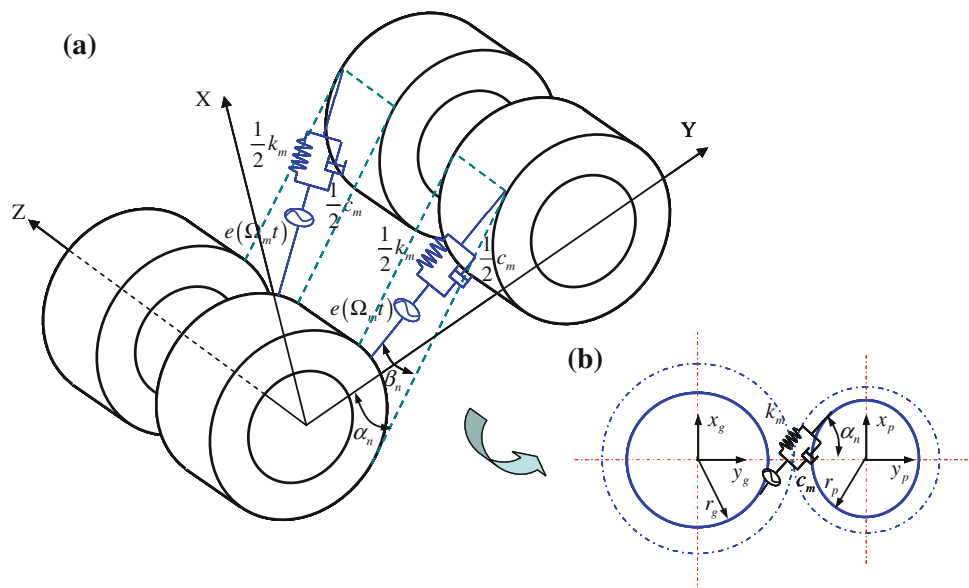 (a)
X
Y
Z
1/2 k_m
1/2 c_m
e(Ω_m t)
1/2 k_m
1/2 c_m
e(Ω_m t)
β_n
α_n
(b)
k_m
x_g
x_p
α_n
y_g
c_m
y_p
r_g
r_p